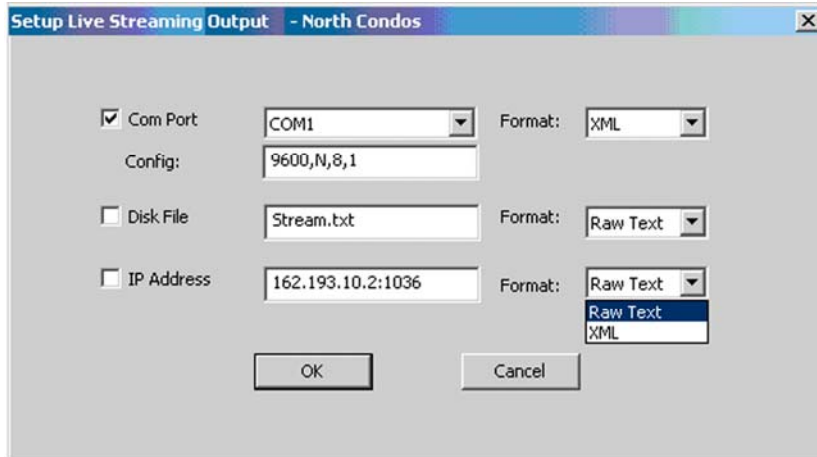 Setup Live Streaming Output - North Condos
Com Port COM1 Format: XML
Config: 9600,N,8,1
Disk File Stream.txt Format: Raw Text
IP Address 162.193.10.2:1036 Format: Raw Text
Raw Text
XML
OK Cancel